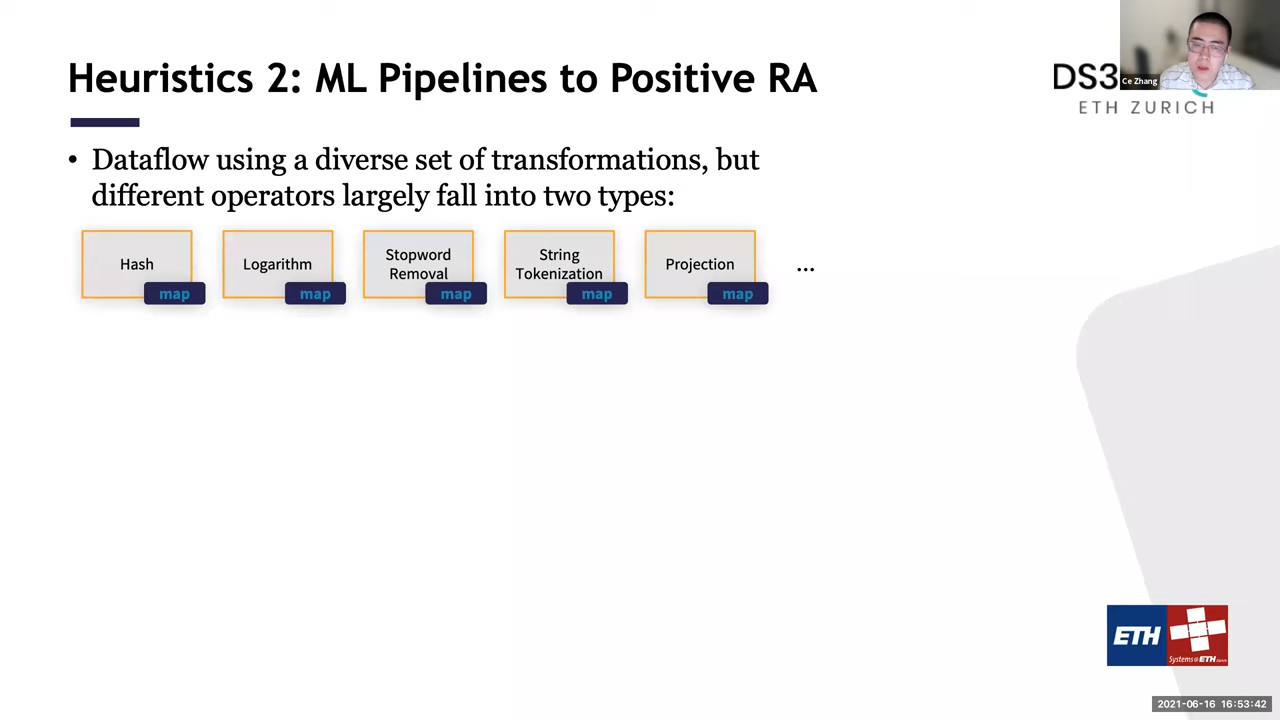 Heuristics 2: ML Pipelines to Positive RA
DS3
ETH ZURICH
Ce Zhang
• Dataflow using a diverse set of transformations, but
different operators largely fall into two types:
Hash
map
Logarithm
map
Stopword
Removal
map
String
Tokenization
map
Projection
map
...
ETH
Systems@ETH
2021-06-16 16:53:42